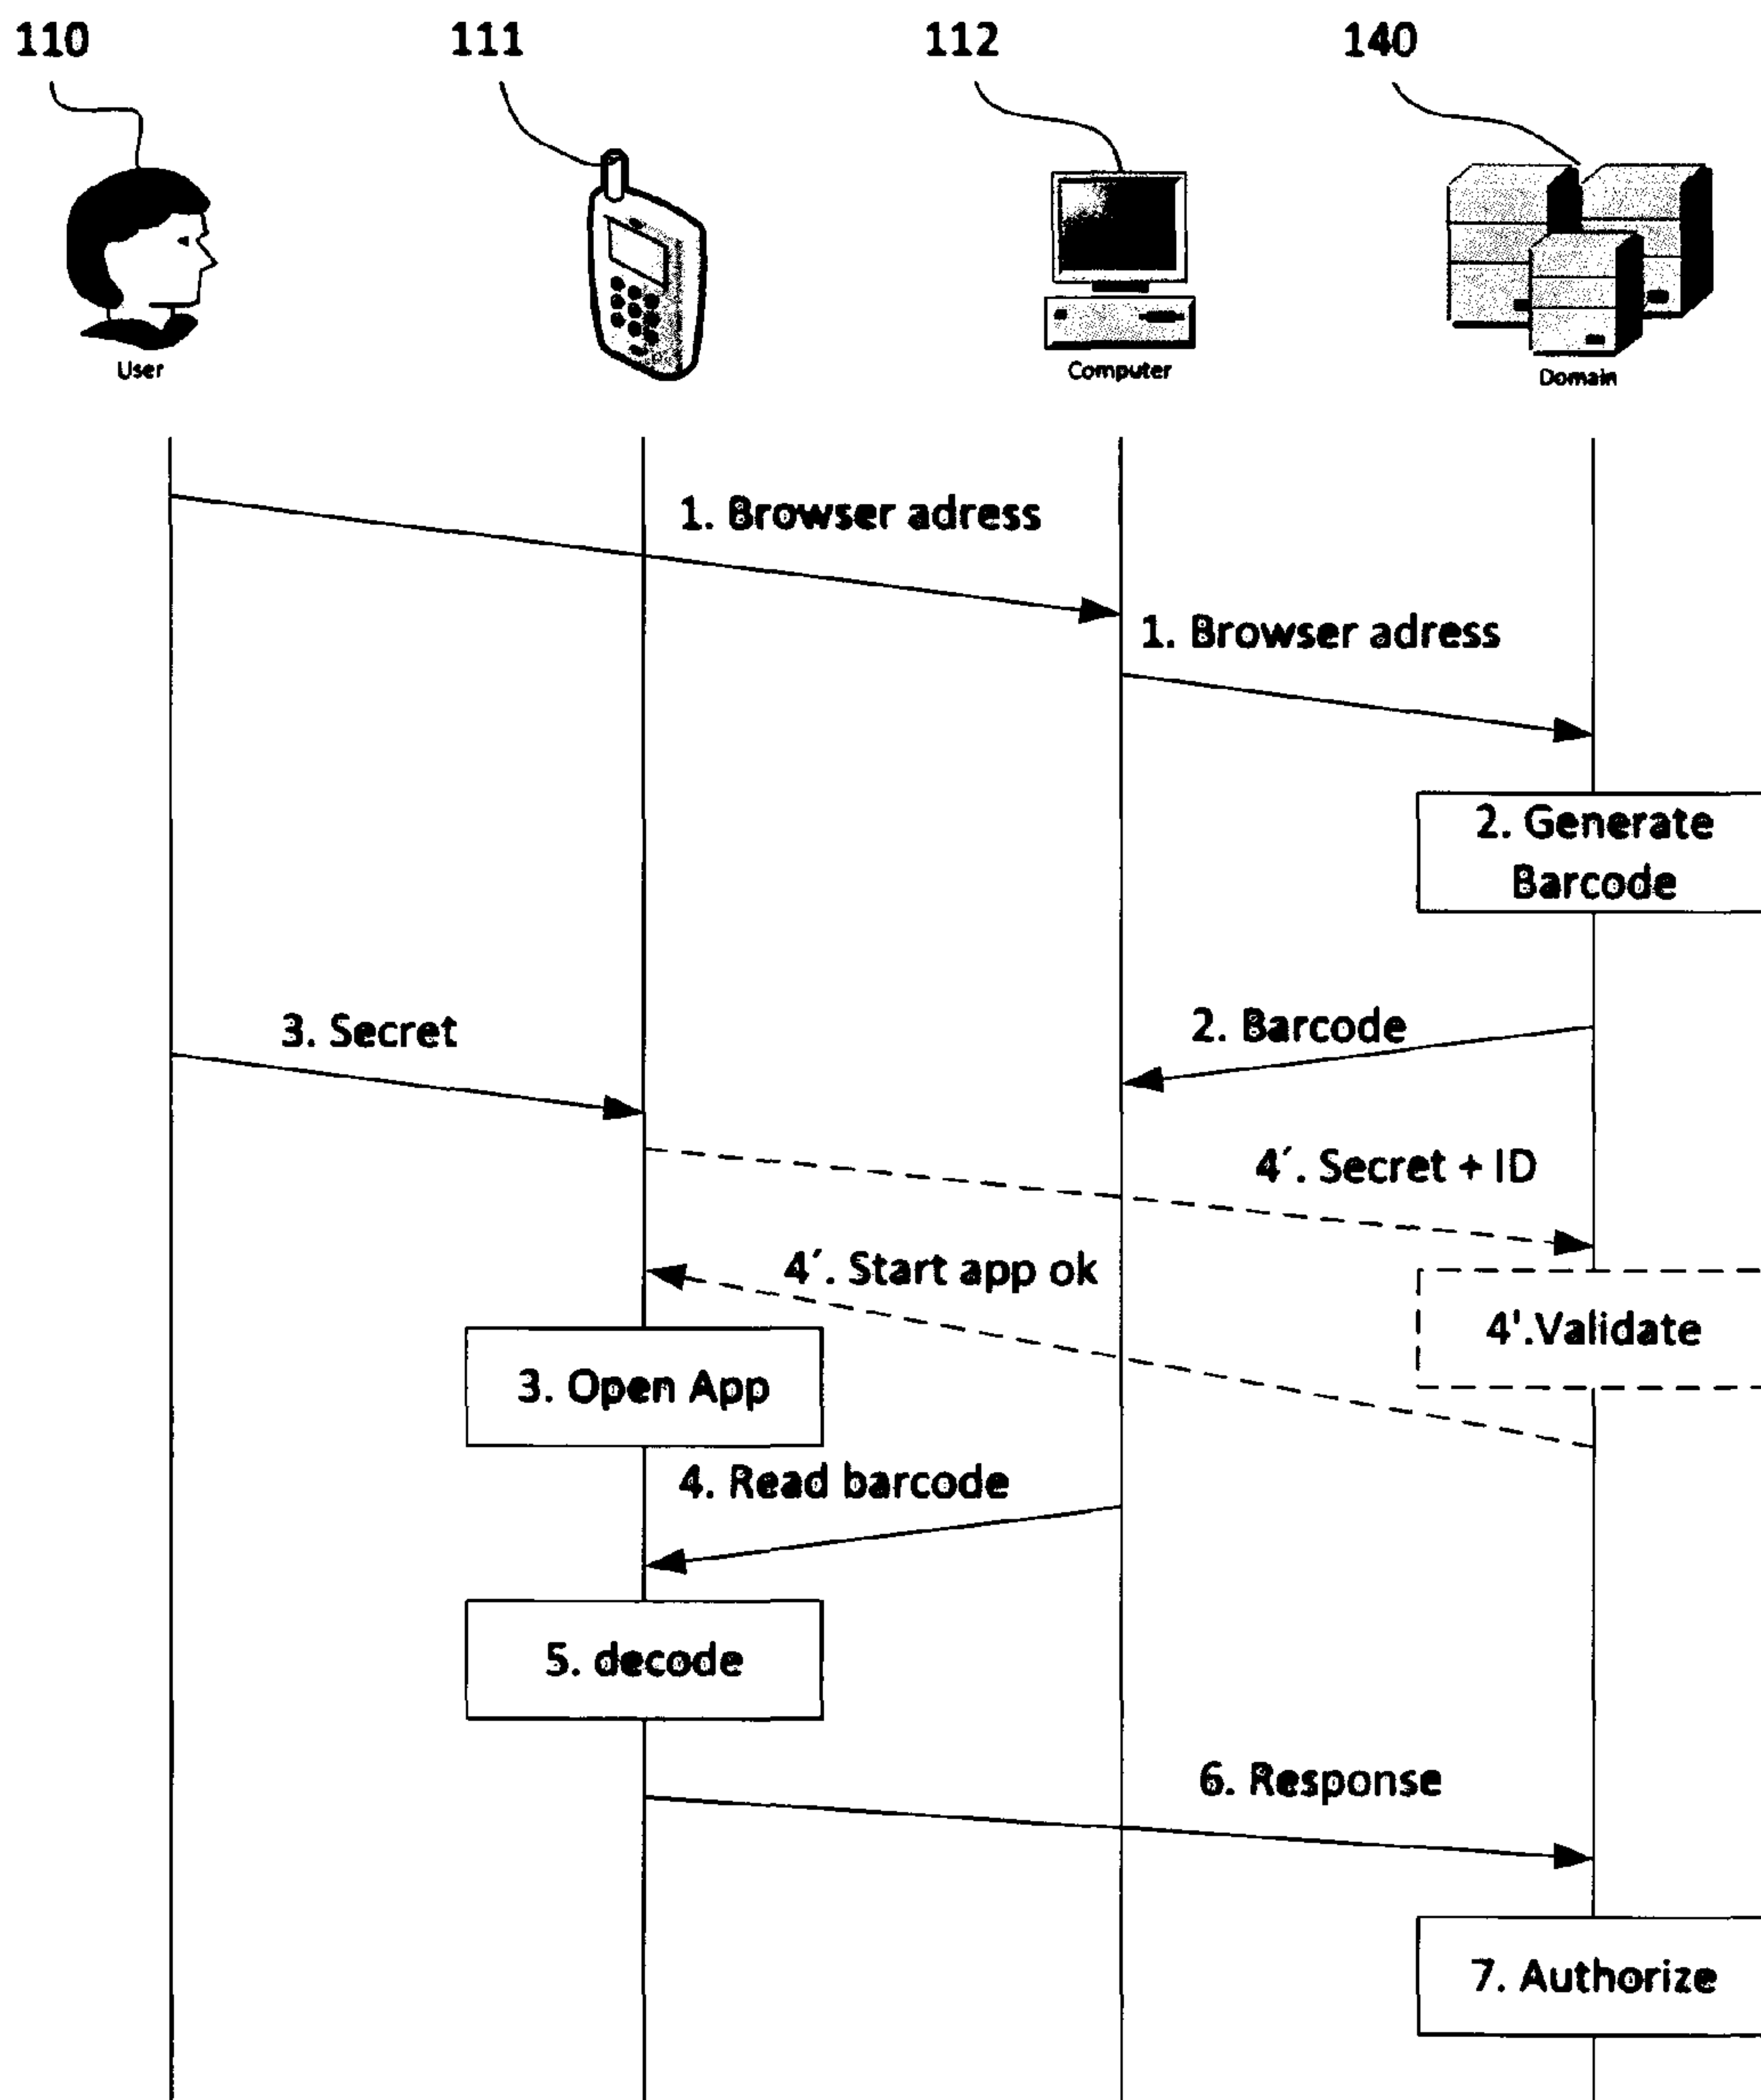 110
111
112
140
User
Computer
Domain
1. Browser adress
1. Browser adress
2. Generate
Barcode
3. Secret
2. Barcode
4´. Secret + ID
4´. Start app ok
4'.Validate
3. Open App
4. Read barcode
5. decode
6. Response
7. Authorize